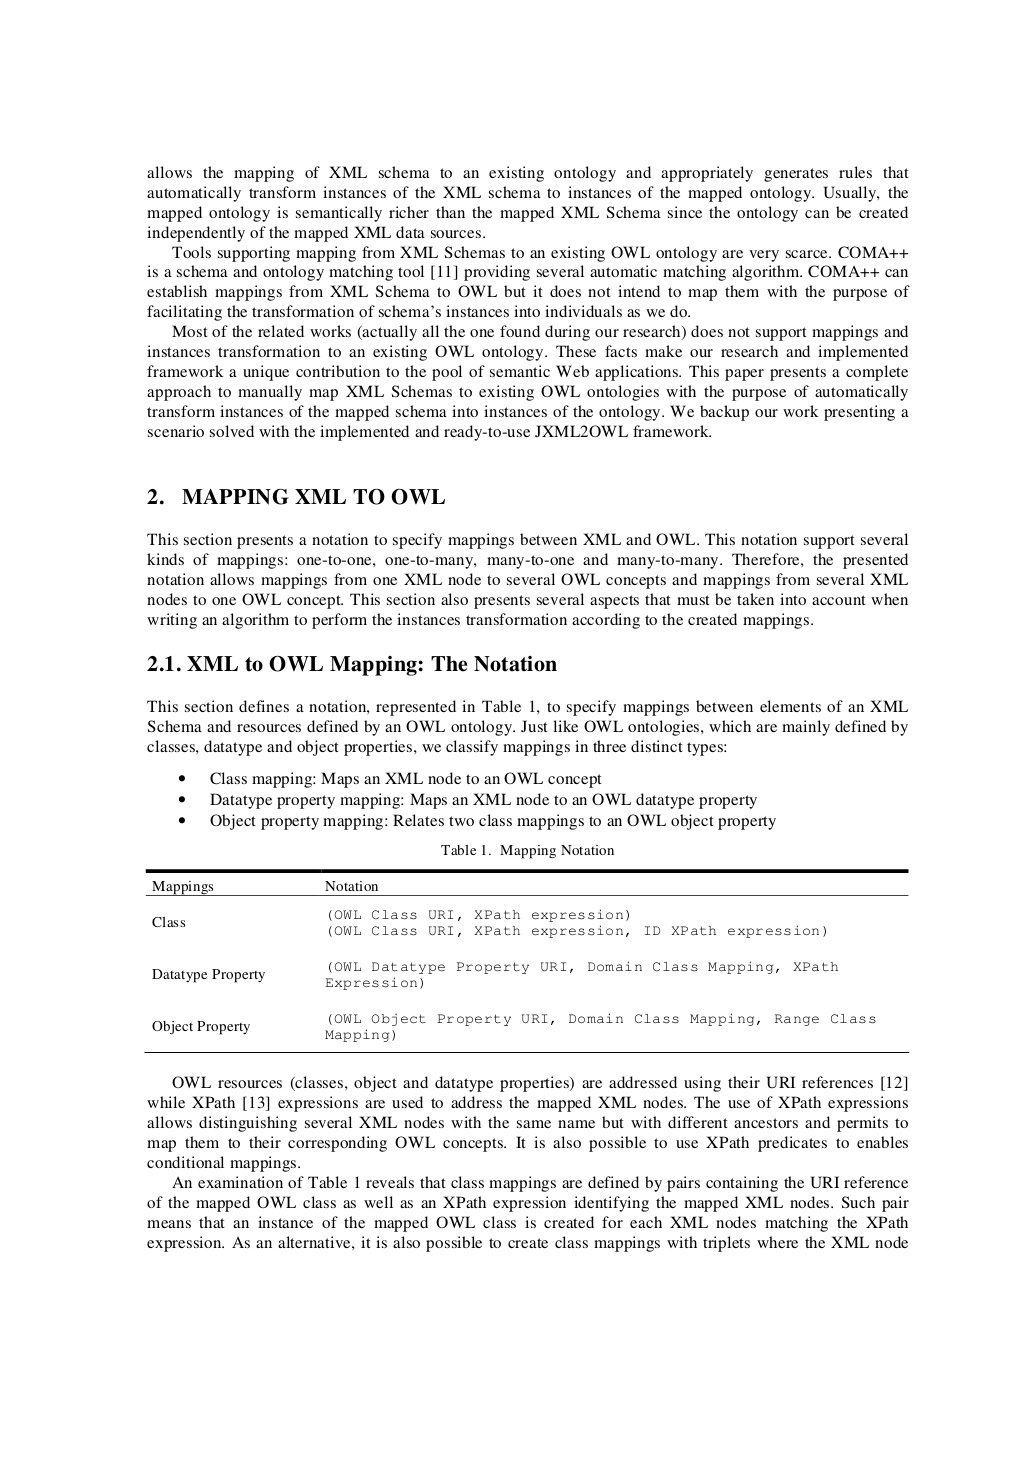 allows the mapping of XML schema to an existing ontology and appropriately generates rules that
automatically transform instances of the XML schema to instances of the mapped ontology. Usually, the
mapped ontology is semantically richer than the mapped XML Schema since the ontology can be created
independently of the mapped XML data sources.
Tools supporting mapping from XML Schemas to an existing OWL ontology are very scarce. COMA++
is a schema and ontology matching tool [11] providing several automatic matching algorithm. COMA++ can
establish mappings from XML Schema to OWL but it does not intend to map them with the purpose of
facilitating the transformation of schema's instances into individuals as we do.
Most of the related works (actually all the one found during our research) does not support mappings and
instances transformation to an existing OWL ontology. These facts make our research and implemented
framework a unique contribution to the pool of semantic Web applications. This paper presents a complete
approach to manually map XML Schemas to existing OWL ontologies with the purpose of automatically
transform instances of the mapped schema into instances of the ontology. We backup our work presenting a
scenario solved with the implemented and ready-to-use JXML2OWL framework.
2. MAPPING XML TO OWL
This section presents a notation to specify mappings between XML and OWL. This notation support several
kinds of mappings: one-to-one, one-to-many, many-to-one and many-to-many. Therefore, the presented
notation allows mappings from one XML node to several OWL concepts and mappings from several XML
nodes to one OWL concept. This section also presents several aspects that must be taken into account when
writing an algorithm to perform the instances transformation according to the created mappings.
2.1. XML to OWL Mapping: The Notation
This section defines a notation, represented in Table 1, to specify mappings between elements of an XML
Schema and resources defined by an OWL ontology. Just like OWL ontologies, which are mainly defined by
classes, datatype and object properties, we classify mappings in three distinct types:
• Class mapping: Maps an XML node to an OWL concept
• Datatype property mapping: Maps an XML node to an OWL datatype property
• Object property mapping: Relates two class mappings to an OWL object property
Table 1. Mapping Notation
Mappings Notation
Class
(OWL Class URI, XPath expression)
(OWL Class URI, XPath expression, ID XPath expression)
Datatype Property
(OWL Datatype Property URI, Domain Class Mapping, XPath
Expression)
Object Property
(OWL Object Property URI, Domain Class Mapping, Range Class
Mapping)
OWL resources (classes, object and datatype properties) are addressed using their URI references [12]
while XPath [13] expressions are used to address the mapped XML nodes. The use of XPath expressions
allows distinguishing several XML nodes with the same name but with different ancestors and permits to
map them to their corresponding OWL concepts. It is also possible to use XPath predicates to enables
conditional mappings.
An examination of Table 1 reveals that class mappings are defined by pairs containing the URI reference
of the mapped OWL class as well as an XPath expression identifying the mapped XML nodes. Such pair
means that an instance of the mapped OWL class is created for each XML nodes matching the XPath
expression. As an alternative, it is also possible to create class mappings with triplets where the XML node